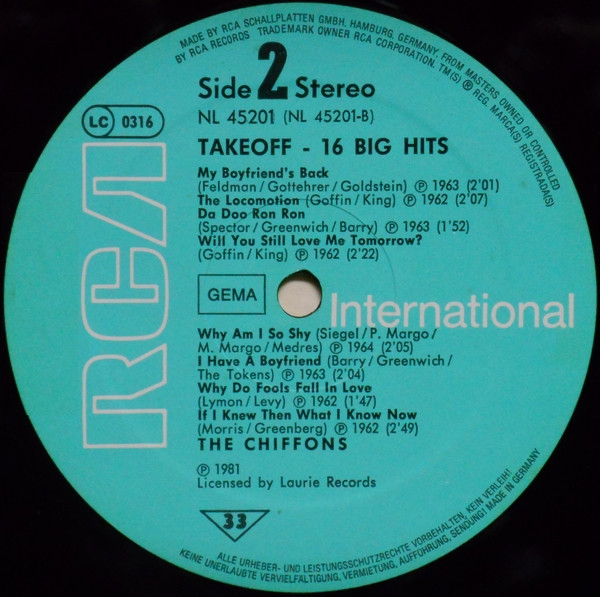 MADE BY RCA SCHALLPLATTEN GMBH, HAMBURG, GERMANY, FROM MASTERS OWNED OR CONTROLLED
BY RCA RECORDS TRADEMARK OWNER RCA CORPORATION. TM(S) ® REG. MARCA(S) REGISTRADA(S)
Side 2 Stereo
NL 45201 (NL 45201-B)
LC 0316
TAKEOFF - 16 BIG HITS
My Boyfriend's Back
(Feldman/Gottehrer/Goldstein) ℗ 1963 (2'01)
The Locomotion (Goffin/King) ℗ 1962 (2'07)
Da Doo Ron Ron
(Spector/Greenwich/Barry) ℗ 1963 (1'52)
Will You Still Love Me Tomorrow?
(Goffin/King) ℗ 1962 (2'22)
RCA
GEMA
International
Why Am I So Shy (Siegel/P. Margo/
M. Margo/Medres) ℗ 1964 (2'05)
I Have A Boyfriend (Barry/Greenwich/
The Tokens) ℗ 1963 (2'04)
Why Do Fools Fall In Love
(Lymon/Levy) ℗ 1962 (1'47)
If I Knew Then What I Know Now
(Morris/Greenberg) ℗ 1962 (2'49)
THE CHIFFONS
℗ 1981
Licensed by Laurie Records
33
ALLE URHEBER- UND LEISTUNGSSCHUTZRECHTE VORBEHALTEN, KEIN VERLEIH!
KEINE UNERLAUBTE VERVIELFÄLTIGUNG, VERMIETUNG, AUFFÜHRUNG, SENDUNG! MADE IN GERMANY